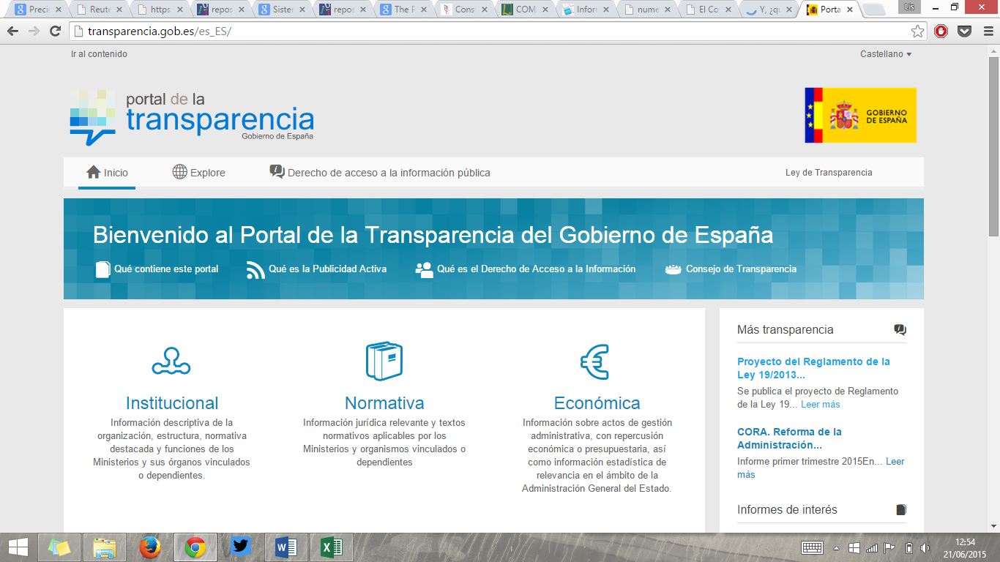 Precis
Reute
https
repos
Sister
repos
The P
Const
COM
Inforr
nume
El Co
Y, ¿qu
Porta
Lis
transparencia.gob.es/es_ES/
Ir al contenido
Castellano
portal de la
transparencia
Gobierno de España
GOBIERNO
DE ESPAÑA
Inicio
Explore
Derecho de acceso a la información pública
Ley de Transparencia
Bienvenido al Portal de la Transparencia del Gobierno de España
Qué contiene este portal
Qué es la Publicidad Activa
Qué es el Derecho de Acceso a la Información
Consejo de Transparencia
Institucional
Información descriptiva de la
organización, estructura, normativa
destacada y funciones de los
Ministerios y sus órganos vinculados
o dependientes.
Normativa
Información jurídica relevante y textos
normativos aplicables por los
Ministerios y organismos vinculados o
dependientes
Económica
Información sobre actos de gestión
administrativa, con repercusión
económica o presupuestaria, así
como información estadística de
relevancia en el ámbito de la
Administración General del Estado.
Más transparencia
Proyecto del Reglamento de la
Ley 19/2013...
Se publica el proyecto de Reglamento
de la Ley 19... Leer más
CORA. Reforma de la
Administración...
Informe primer trimestre 2015En... Leer
más
Informes de interés
12:54
21/06/2015